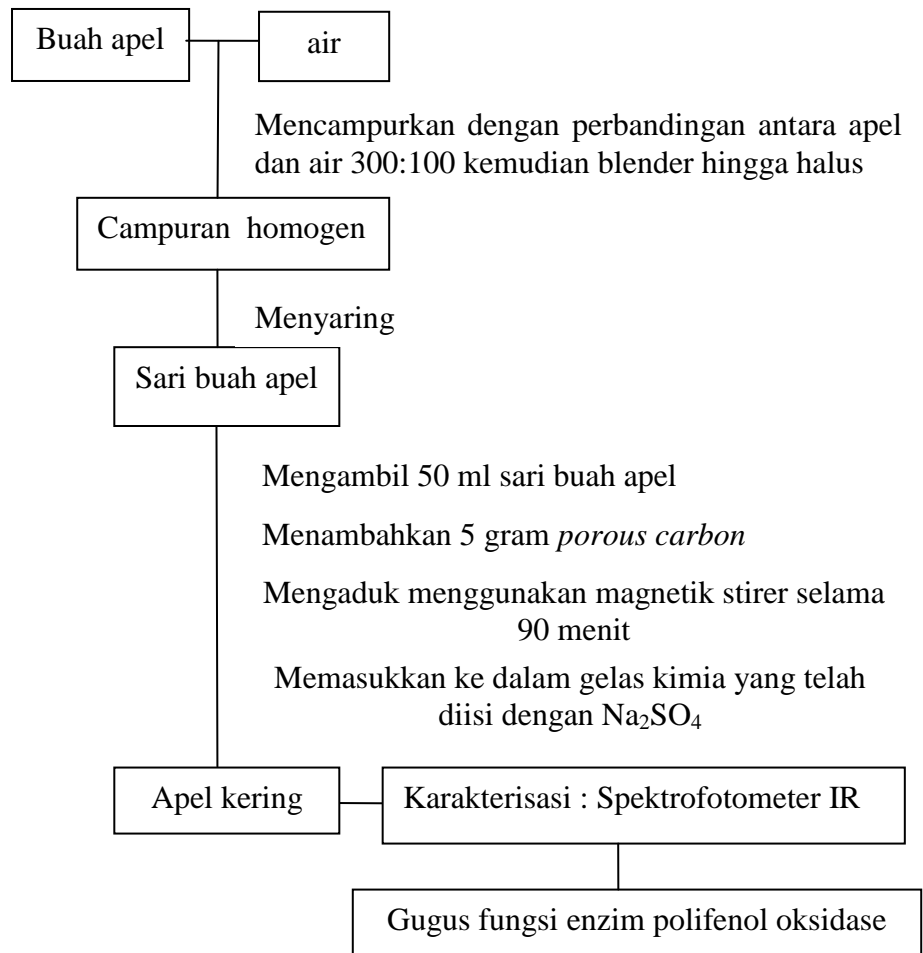 Buah apel
air
Mencampurkan dengan perbandingan antara apel
dan air 300:100 kemudian blender hingga halus
Campuran homogen
Menyaring
Sari buah apel
Mengambil 50 ml sari buah apel
Menambahkan 5 gram porous carbon
Mengaduk menggunakan magnetik stirer selama
90 menit
Memasukkan ke dalam gelas kimia yang telah
diisi dengan Na₂SO₄
Apel kering
Karakterisasi : Spektrofotometer IR
Gugus fungsi enzim polifenol oksidase